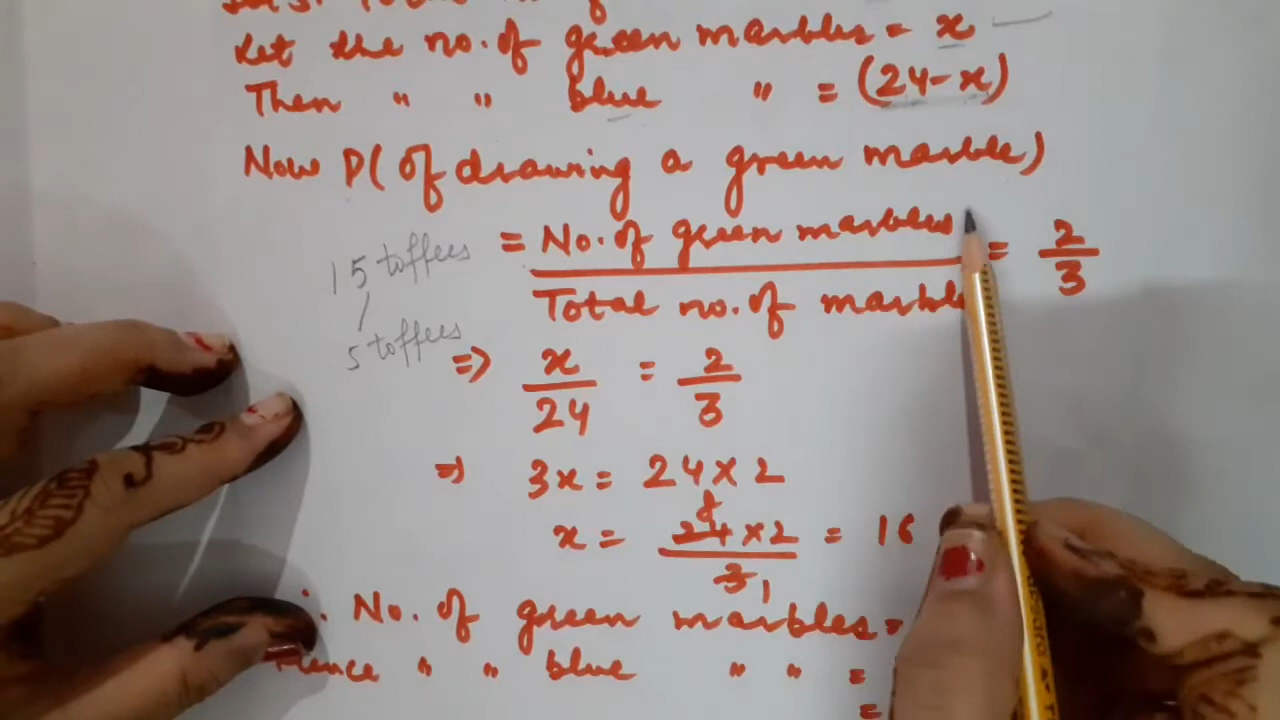 Let the no. of green marbles = x
Then " " blue " = (24-x)
Now P( of drawing a green marble)
= No. of green marbles = 2
Total no. of 3
15 toffees
5 toffees
=> x = 2
24 3
=> 3x = 24 × 2
x = 24 × 2 = 16
3 1
∴ No. of green marbles =
Hence " " blue " " =
=